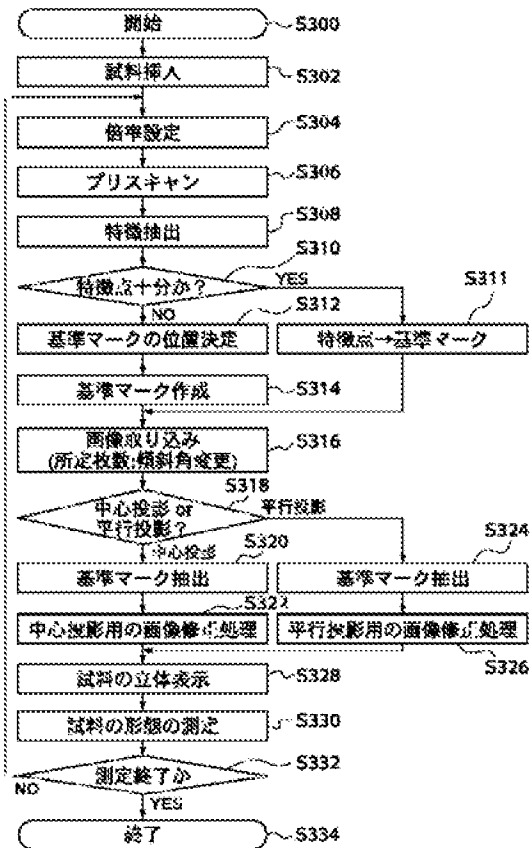 開始
S300
試料挿入
S302
倍率設定
S304
プリスキャン
S306
特徴抽出
S308
特徴点十分か?
S310
YES
NO
S312
S311
基準マークの位置決定
特徴点→基準マーク
基準マーク作成
S314
画像取り込み
(所定枚数:傾斜角変更)
S316
中心投影 or
平行投影?
S318
平行投影
中心投影
S320
S324
基準マーク抽出
基準マーク抽出
S322
中心投影用の画像修正処理
平行投影用の画像修正処理
S326
試料の立体表示
S328
試料の形態の測定
S330
測定終了か
S332
NO
YES
終了
S334